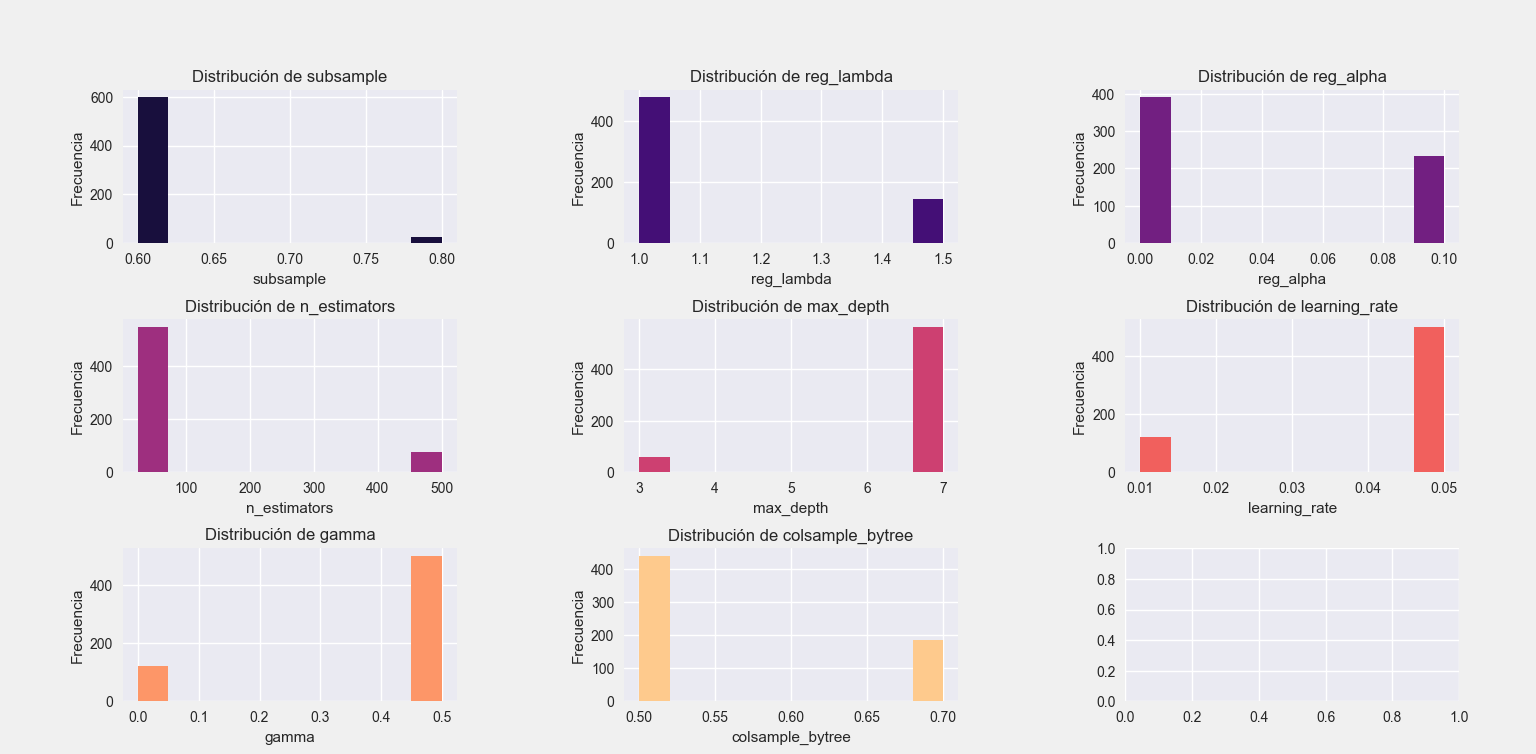 Distribución de subsample
Frecuencia
600
400
200
0
0.60 0.65 0.70 0.75 0.80
subsample
Distribución de reg_lambda
Frecuencia
400
200
0
1.0 1.1 1.2 1.3 1.4 1.5
reg_lambda
Distribución de reg_alpha
Frecuencia
400
300
200
100
0
0.00 0.02 0.04 0.06 0.08 0.10
reg_alpha
Distribución de n_estimators
Frecuencia
400
200
0
100 200 300 400 500
n_estimators
Distribución de max_depth
Frecuencia
400
200
0
3 4 5 6 7
max_depth
Distribución de learning_rate
Frecuencia
400
200
0
0.01 0.02 0.03 0.04 0.05
learning_rate
Distribución de gamma
Frecuencia
400
200
0
0.0 0.1 0.2 0.3 0.4 0.5
gamma
Distribución de colsample_bytree
Frecuencia
400
300
200
100
0
0.50 0.55 0.60 0.65 0.70
colsample_bytree
1.0
0.8
0.6
0.4
0.2
0.0
0.0 0.2 0.4 0.6 0.8 1.0